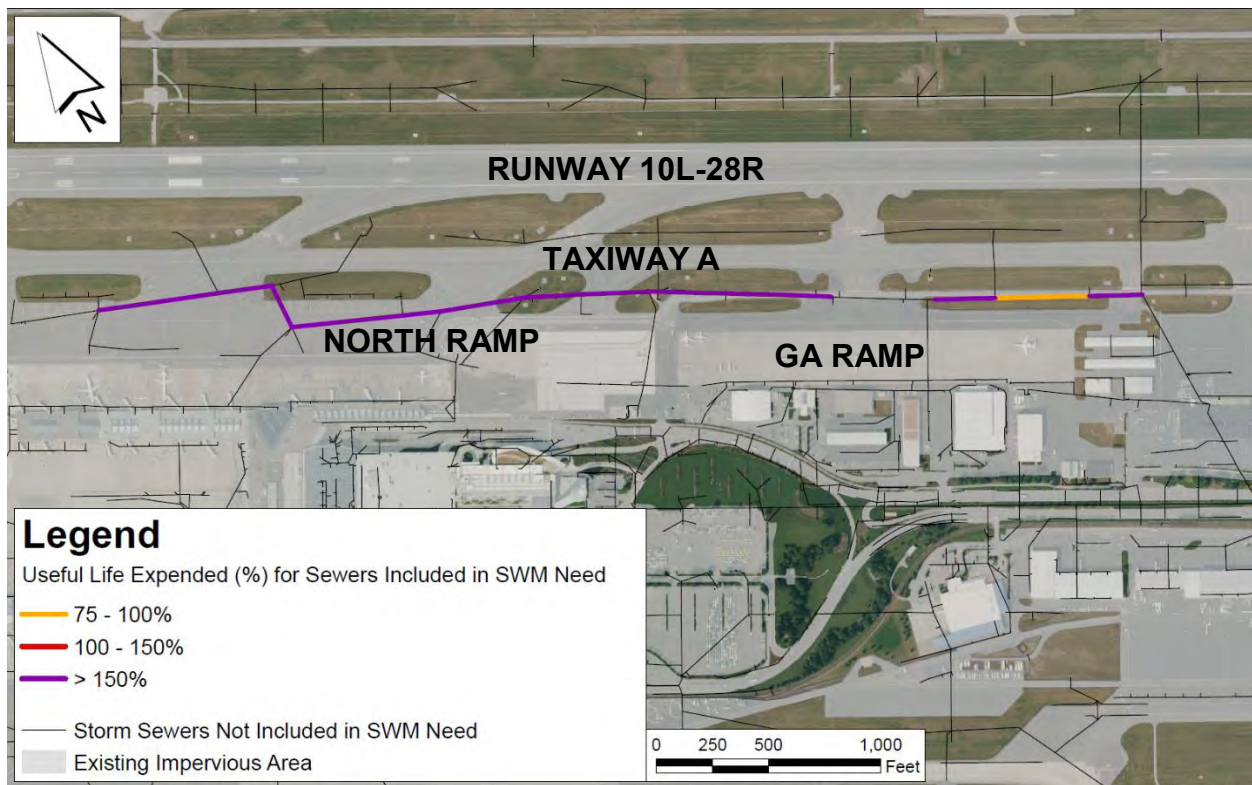 N
RUNWAY 10L-28R
TAXIWAY A
NORTH RAMP
GA RAMP
Legend
Useful Life Expended (%) for Sewers Included in SWM Need
75 - 100%
100 - 150%
> 150%
Storm Sewers Not Included in SWM Need
Existing Impervious Area
0 250 500 1,000
Feet